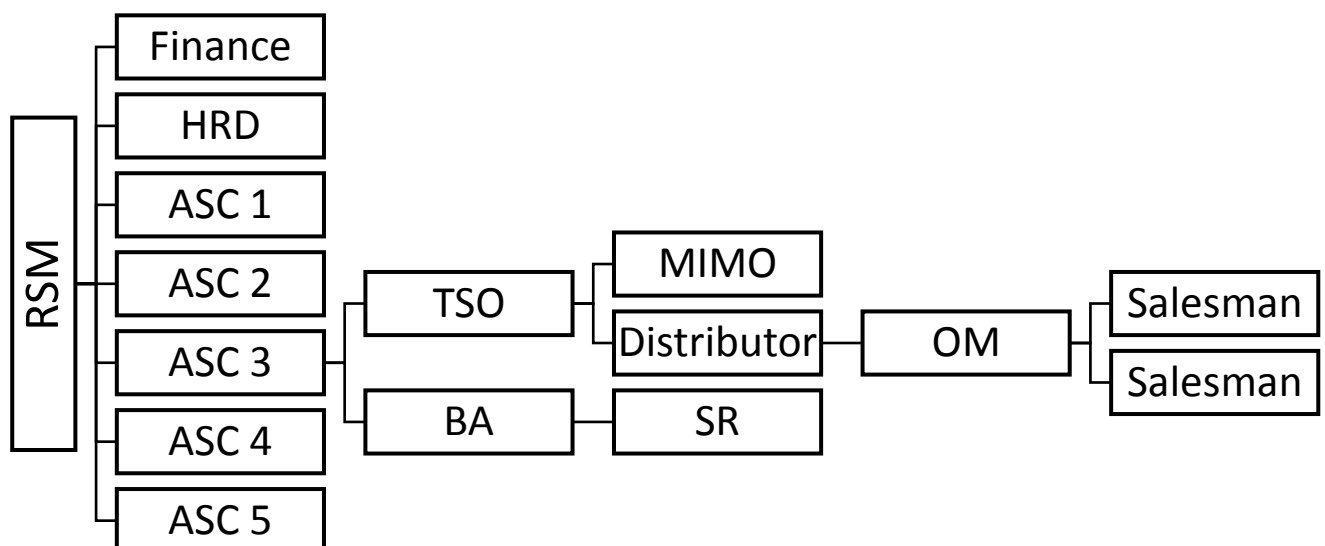 RSM
Finance
HRD
ASC 1
ASC 2
ASC 3
ASC 4
ASC 5
TSO
BA
MIMO
Distributor
SR
OM
Salesman
Salesman